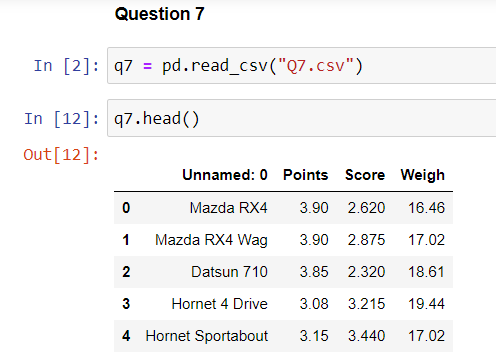 Question 7
In [2]: q7 = pd.read_csv("Q7.csv")
In [12]: q7.head()
Out[12]:
Unnamed: 0 Points Score Weigh
0 Mazda RX4 3.90 2.620 16.46
1 Mazda RX4 Wag 3.90 2.875 17.02
2 Datsun 710 3.85 2.320 18.61
3 Hornet 4 Drive 3.08 3.215 19.44
4 Hornet Sportabout 3.15 3.440 17.02